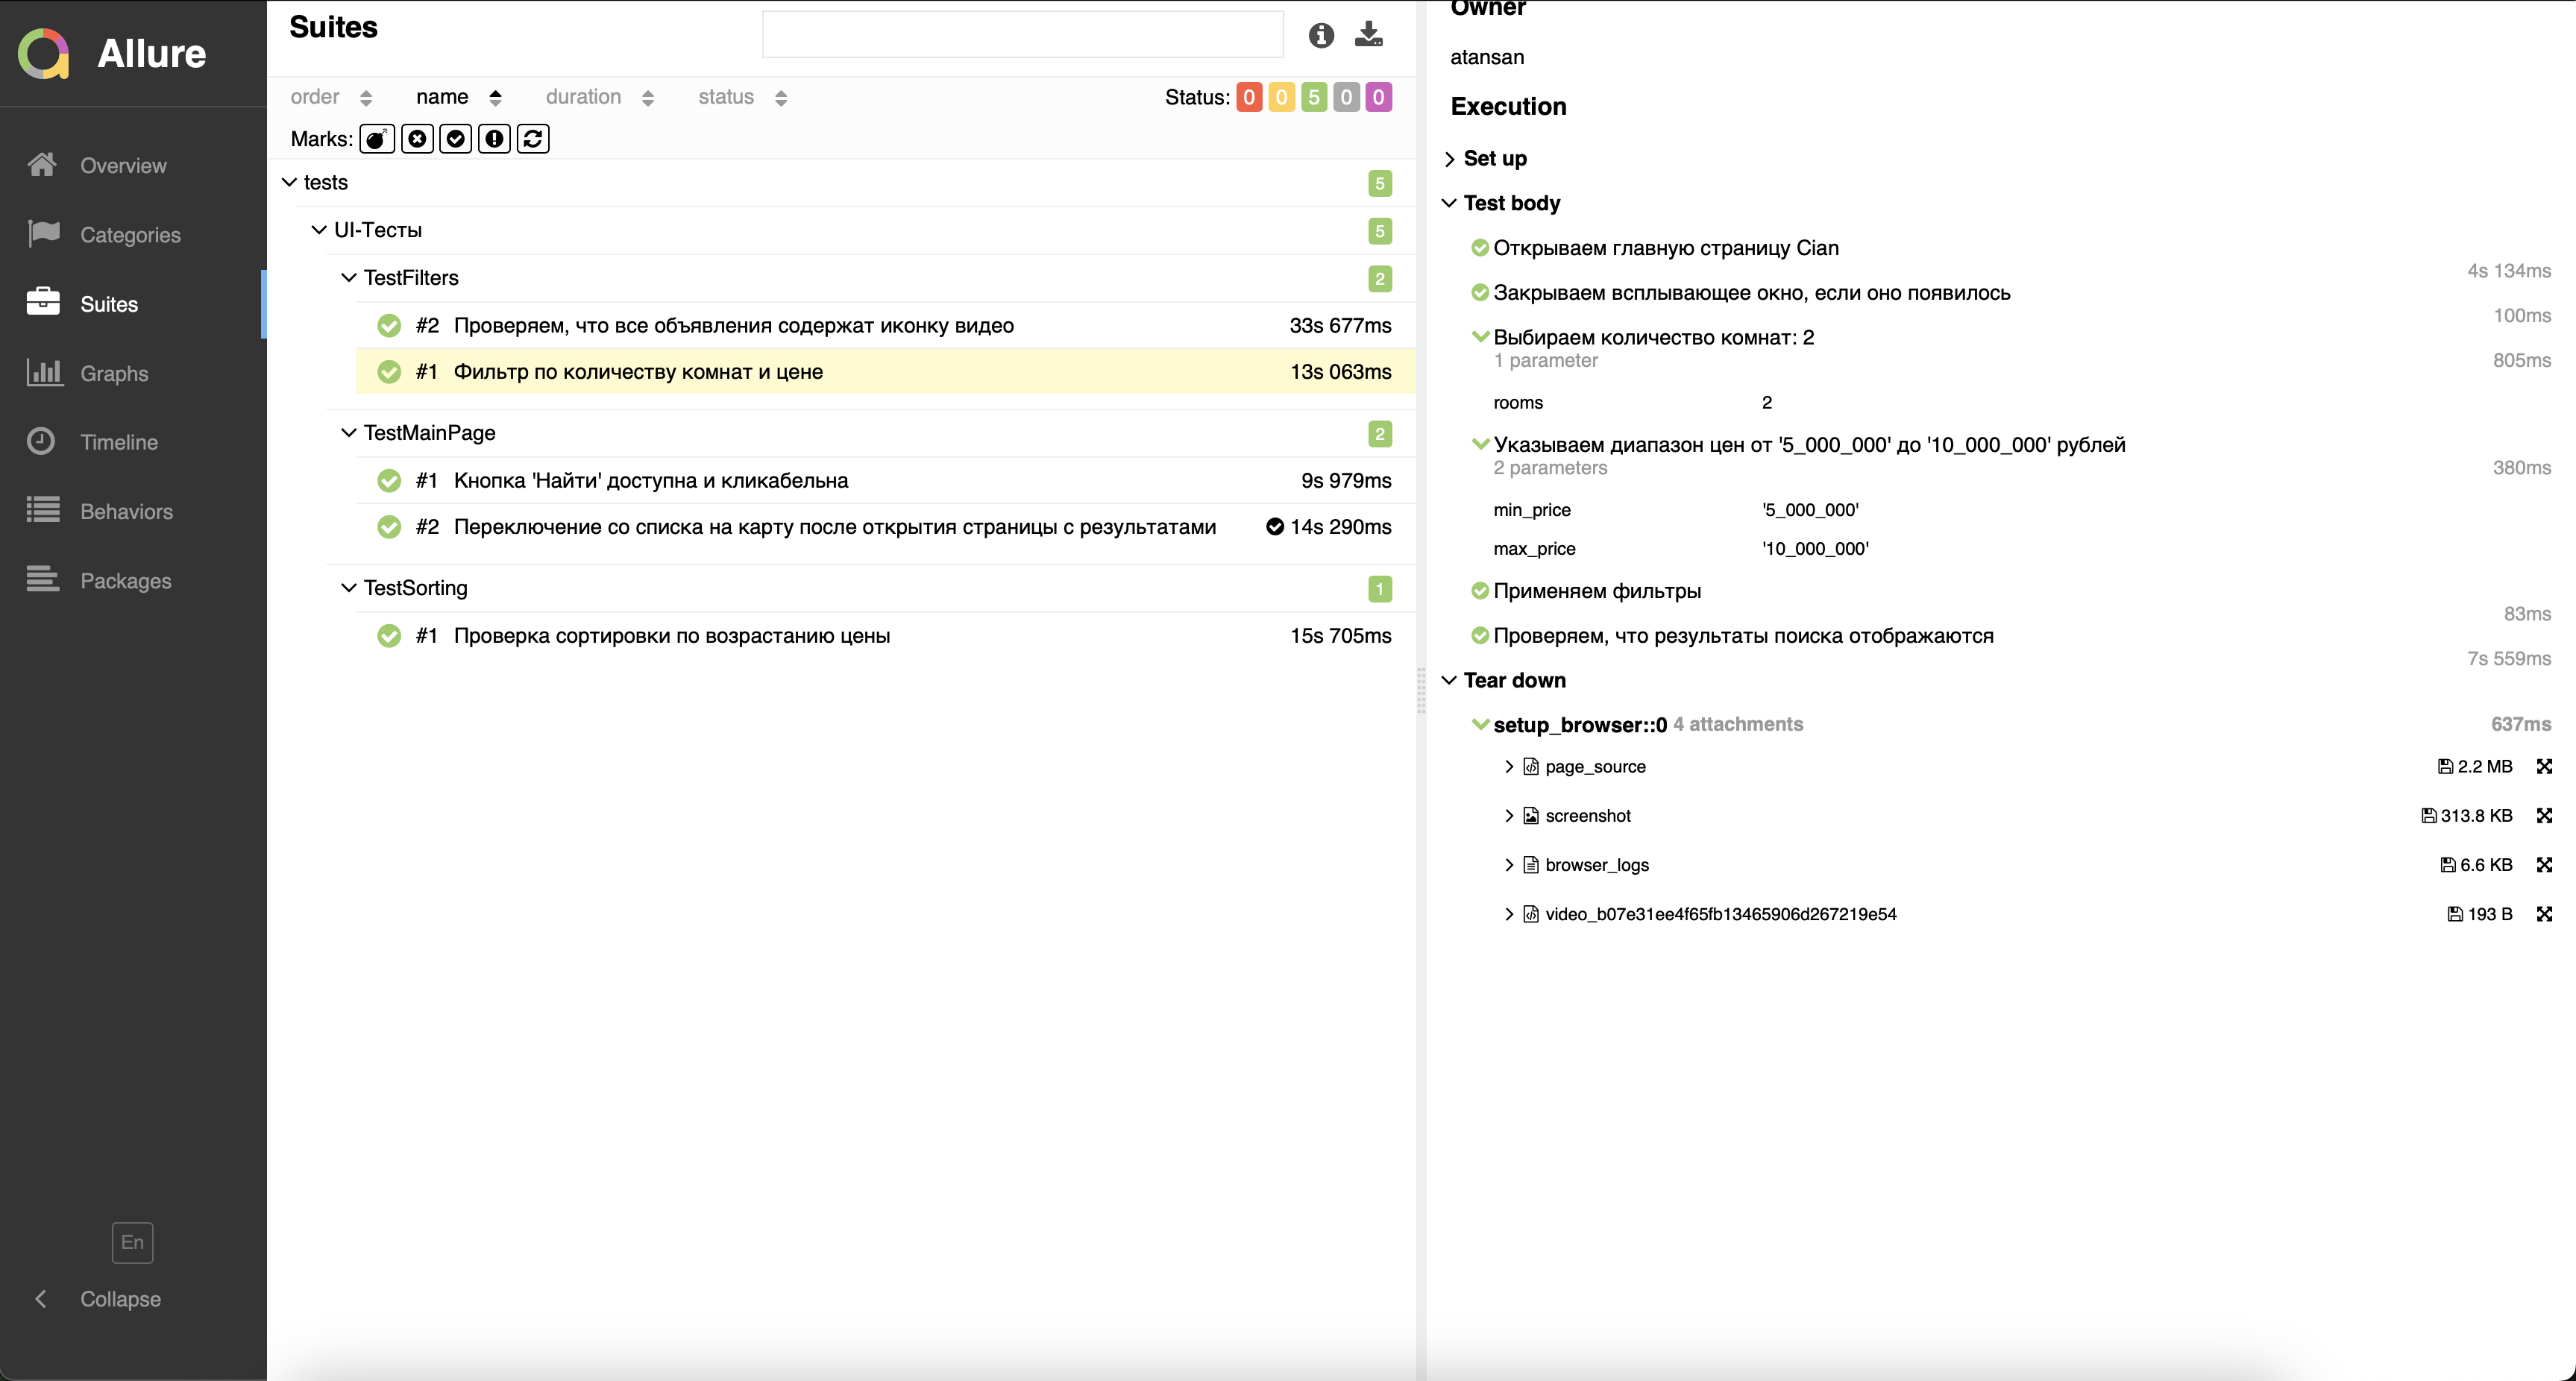 Allure
Overview
Categories
Suites
Graphs
Timeline
Behaviors
Packages
En
Collapse
Suites
order name duration status Status: 0 0 5 0 0
Marks:
tests 5
UI-Тесты 5
TestFilters 2
#2 Проверяем, что все объявления содержат иконку видео 33s 677ms
#1 Фильтр по количеству комнат и цене 13s 063ms
TestMainPage 2
#1 Кнопка 'Найти' доступна и кликабельна 9s 979ms
#2 Переключение со списка на карту после открытия страницы с результатами 14s 290ms
TestSorting 1
#1 Проверка сортировки по возрастанию цены 15s 705ms
Owner
atansan
Execution
Set up
Test body
Открываем главную страницу Cian
4s 134ms
Закрываем всплывающее окно, если оно появилось
100ms
Выбираем количество комнат: 2
1 parameter 805ms
rooms 2
Указываем диапазон цен от '5_000_000' до '10_000_000' рублей
2 parameters 380ms
min_price '5_000_000'
max_price '10_000_000'
Применяем фильтры
83ms
Проверяем, что результаты поиска отображаются
7s 559ms
Tear down
setup_browser::0 4 attachments 637ms
page_source 2.2 MB
screenshot 313.8 KB
browser_logs 6.6 KB
video_b07e31ee4f65fb13465906d267219e54 193 B